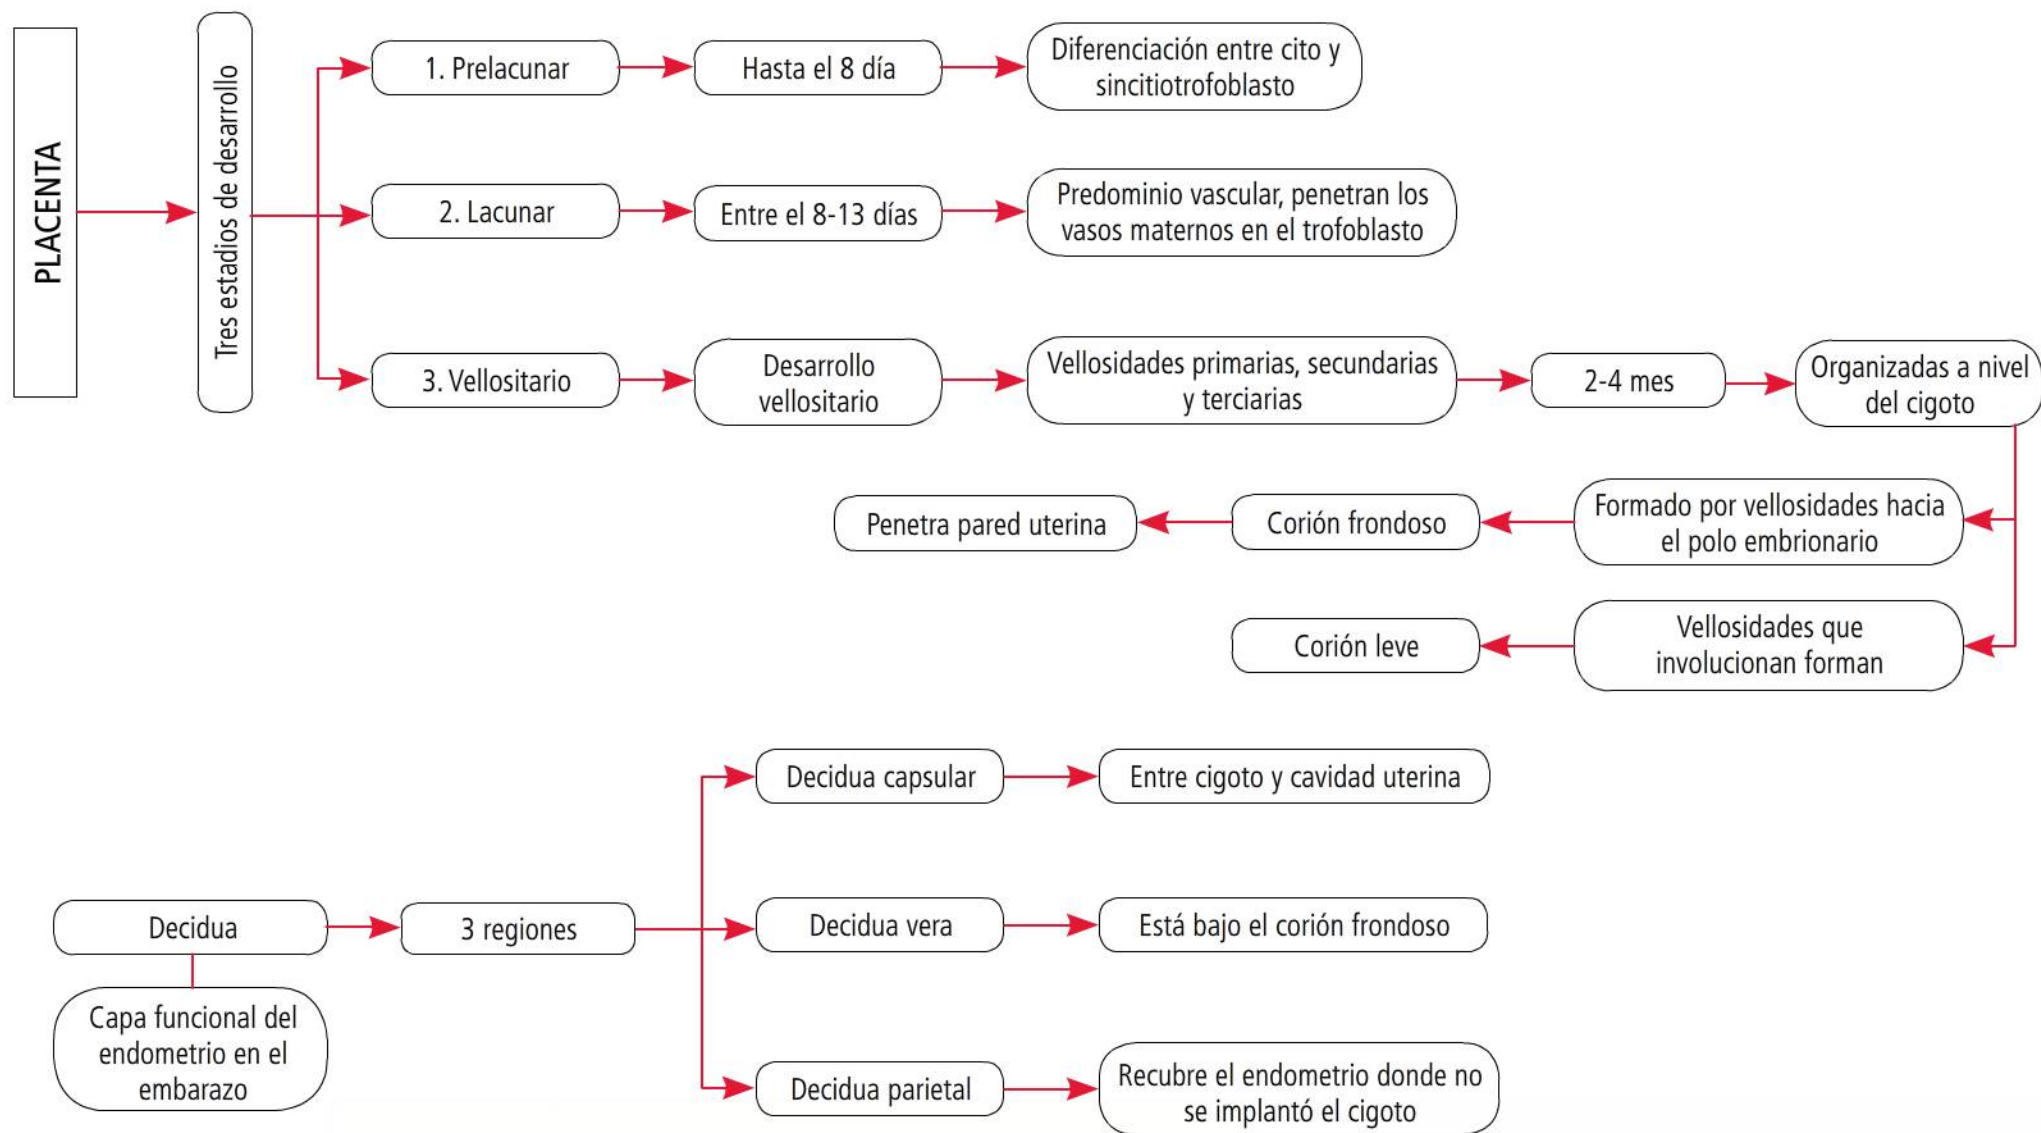 PLACENTA
Tres estadios de desarrollo
1. Prelacunar
Hasta el 8 día
Diferenciación entre cito y
sincitiotrofoblasto
2. Lacunar
Entre el 8-13 días
Predominio vascular, penetran los
vasos maternos en el trofoblasto
3. Vellositario
Desarrollo
vellositario
Vellosidades primarias, secundarias
y terciarias
2-4 mes
Organizadas a nivel
del cigoto
Formado por vellosidades hacia
el polo embrionario
Corión frondoso
Penetra pared uterina
Vellosidades que
involucionan forman
Corión leve
Decidua
Capa funcional del
endometrio en el
embarazo
3 regiones
Decidua capsular
Entre cigoto y cavidad uterina
Decidua vera
Está bajo el corión frondoso
Decidua parietal
Recubre el endometrio donde no
se implantó el cigoto